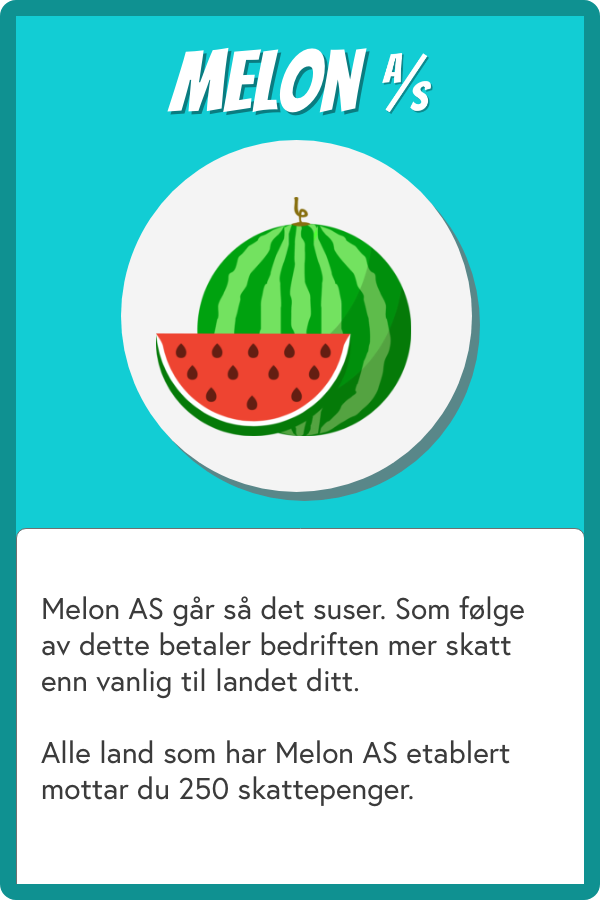 MELON A/S
Melon AS går så det suser. Som følge
av dette betaler bedriften mer skatt
enn vanlig til landet ditt.
Alle land som har Melon AS etablert
mottar du 250 skattepenger.